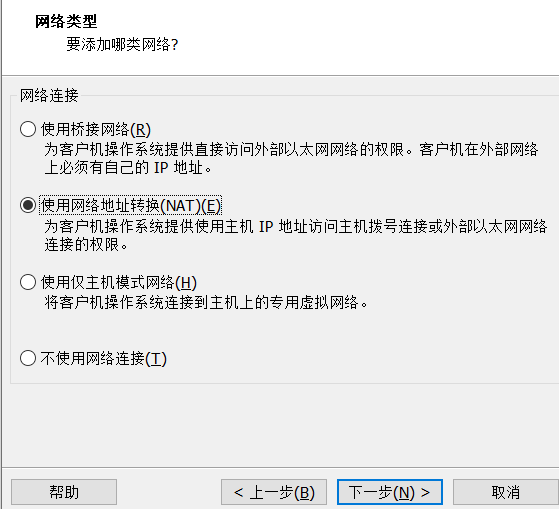 网络类型
要添加哪类网络?
网络连接
使用桥接网络(R)
为客户机操作系统提供直接访问外部以太网网络的权限。客户机在外部网络
上必须有自己的 IP 地址。
使用网络地址转换(NAT)(E)
为客户机操作系统提供使用主机 IP 地址访问主机拨号连接或外部以太网网络
连接的权限。
使用仅主机模式网络(H)
将客户机操作系统连接到主机上的专用虚拟网络。
不使用网络连接(T)
帮助
< 上一步(B)
下一步(N) >
取消